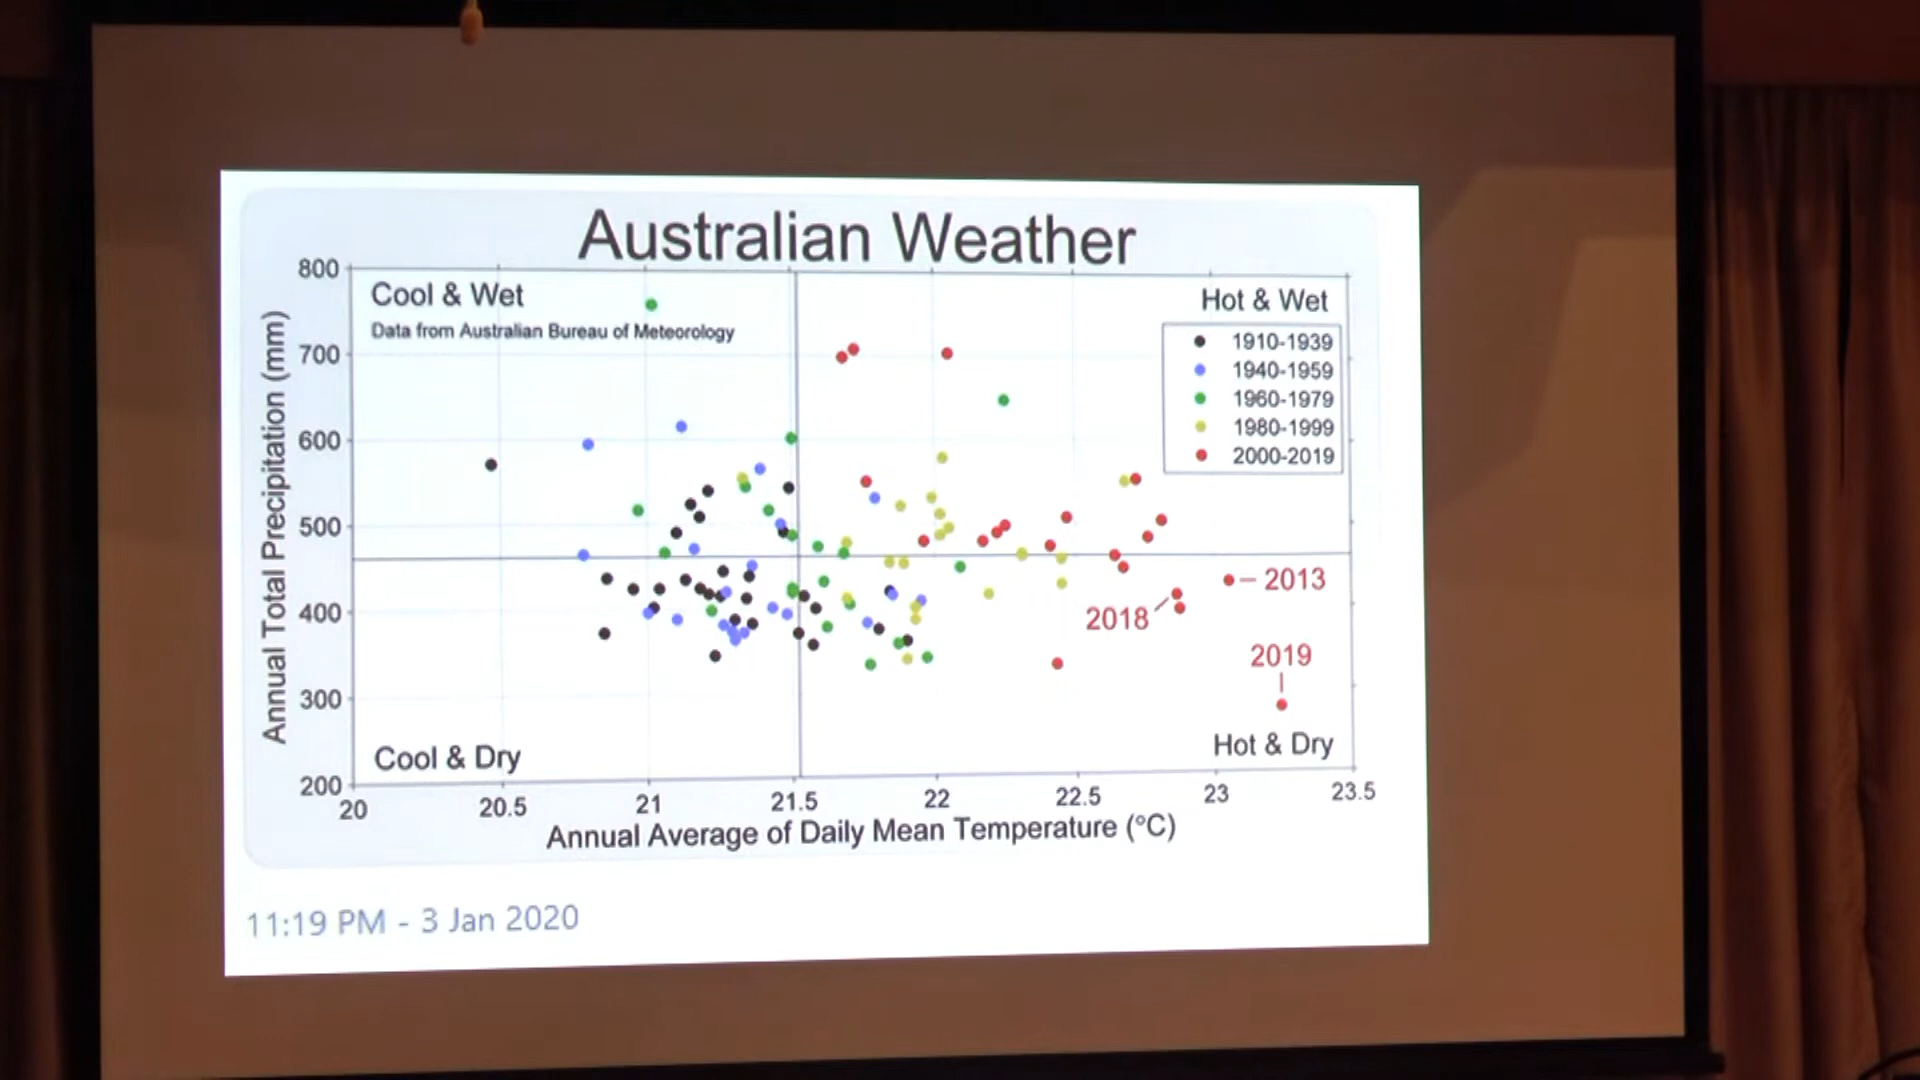 Australian Weather
800
Cool & Wet
Hot & Wet
Data from Australian Bureau of Meteorology
1910-1939
1940-1959
1960-1979
1980-1999
2000-2019
700
600
500
400
300
200
Annual Total Precipitation (mm)
2013
2018
2019
Cool & Dry
Hot & Dry
20
20.5
21
21.5
22
22.5
23
23.5
Annual Average of Daily Mean Temperature (°C)
11:19 PM - 3 Jan 2020